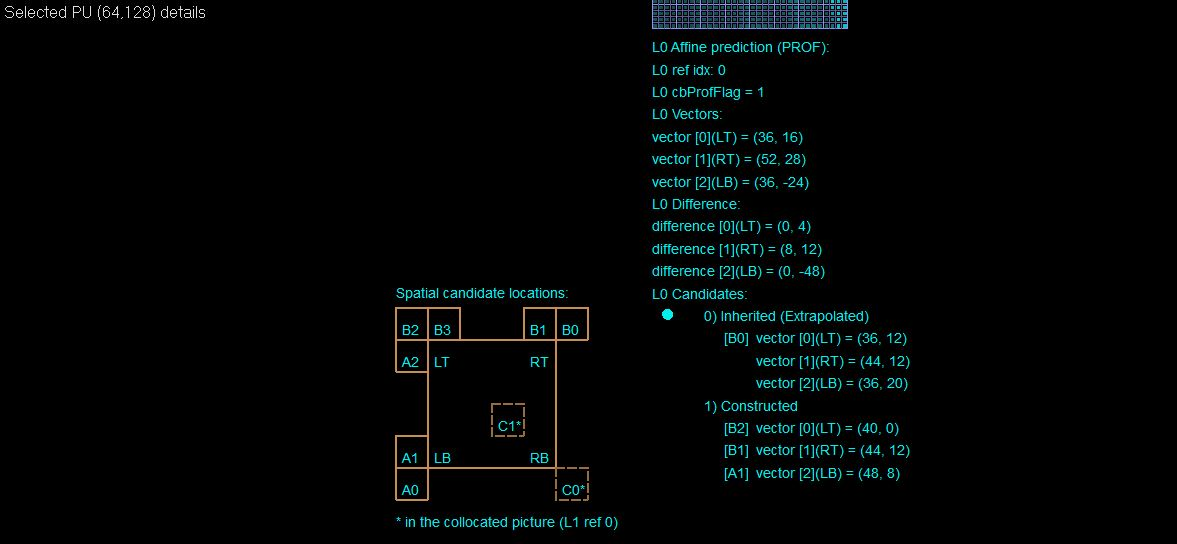 Selected PU (64,128) details
L0 Affine prediction (PROF):
L0 ref idx: 0
L0 cbProfFlag = 1
L0 Vectors:
vector [0](LT) = (36, 16)
vector [1](RT) = (52, 28)
vector [2](LB) = (36, -24)
L0 Difference:
difference [0](LT) = (0, 4)
difference [1](RT) = (8, 12)
difference [2](LB) = (0, -48)
L0 Candidates:
0) Inherited (Extrapolated)
[B0] vector [0](LT) = (36, 12)
vector [1](RT) = (44, 12)
vector [2](LB) = (36, 20)
1) Constructed
[B2] vector [0](LT) = (40, 0)
[B1] vector [1](RT) = (44, 12)
[A1] vector [2](LB) = (48, 8)
Spatial candidate locations:
B2 B3 B1 B0
A2 LT RT
C1*
A1 LB RB
A0 C0*
* in the collocated picture (L1 ref 0)